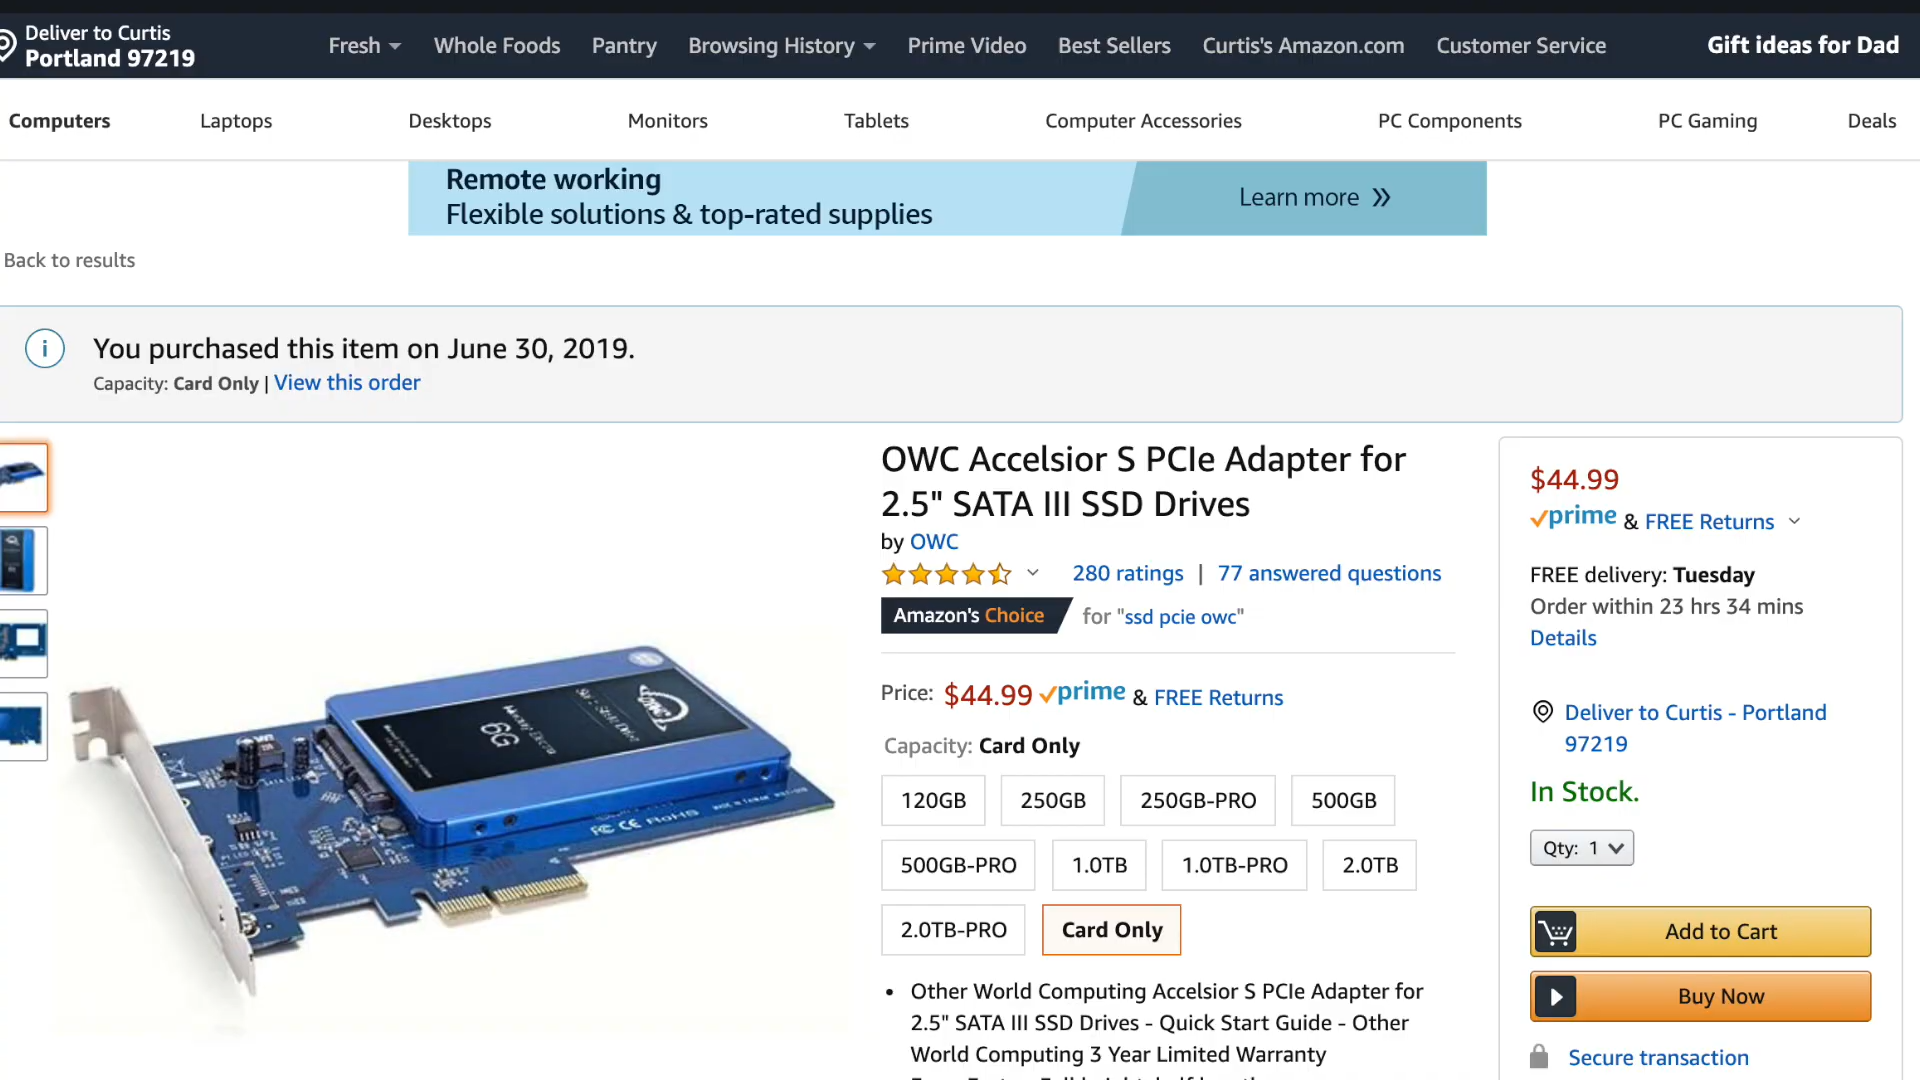 Deliver to Curtis
Portland 97219
Fresh
Whole Foods
Pantry
Browsing History
Prime Video
Best Sellers
Curtis's Amazon.com
Customer Service
Gift ideas for Dad
Computers
Laptops
Desktops
Monitors
Tablets
Computer Accessories
PC Components
PC Gaming
Deals
Remote working
Flexible solutions & top-rated supplies
Learn more »
Back to results
You purchased this item on June 30, 2019.
Capacity: Card Only | View this order
OWC Accelsior S PCIe Adapter for
2.5" SATA III SSD Drives
by OWC
280 ratings | 77 answered questions
Amazon's Choice for "ssd pcie owc"
Price: $44.99 prime & FREE Returns
Capacity: Card Only
120GB
250GB
250GB-PRO
500GB
500GB-PRO
1.0TB
1.0TB-PRO
2.0TB
2.0TB-PRO
Card Only
• Other World Computing Accelsior S PCIe Adapter for
2.5" SATA III SSD Drives - Quick Start Guide - Other
World Computing 3 Year Limited Warranty
$44.99
prime & FREE Returns
FREE delivery: Tuesday
Order within 23 hrs 34 mins
Details
Deliver to Curtis - Portland
97219
In Stock.
Qty: 1
Add to Cart
Buy Now
Secure transaction
OWC
6G
FC CE RoHS